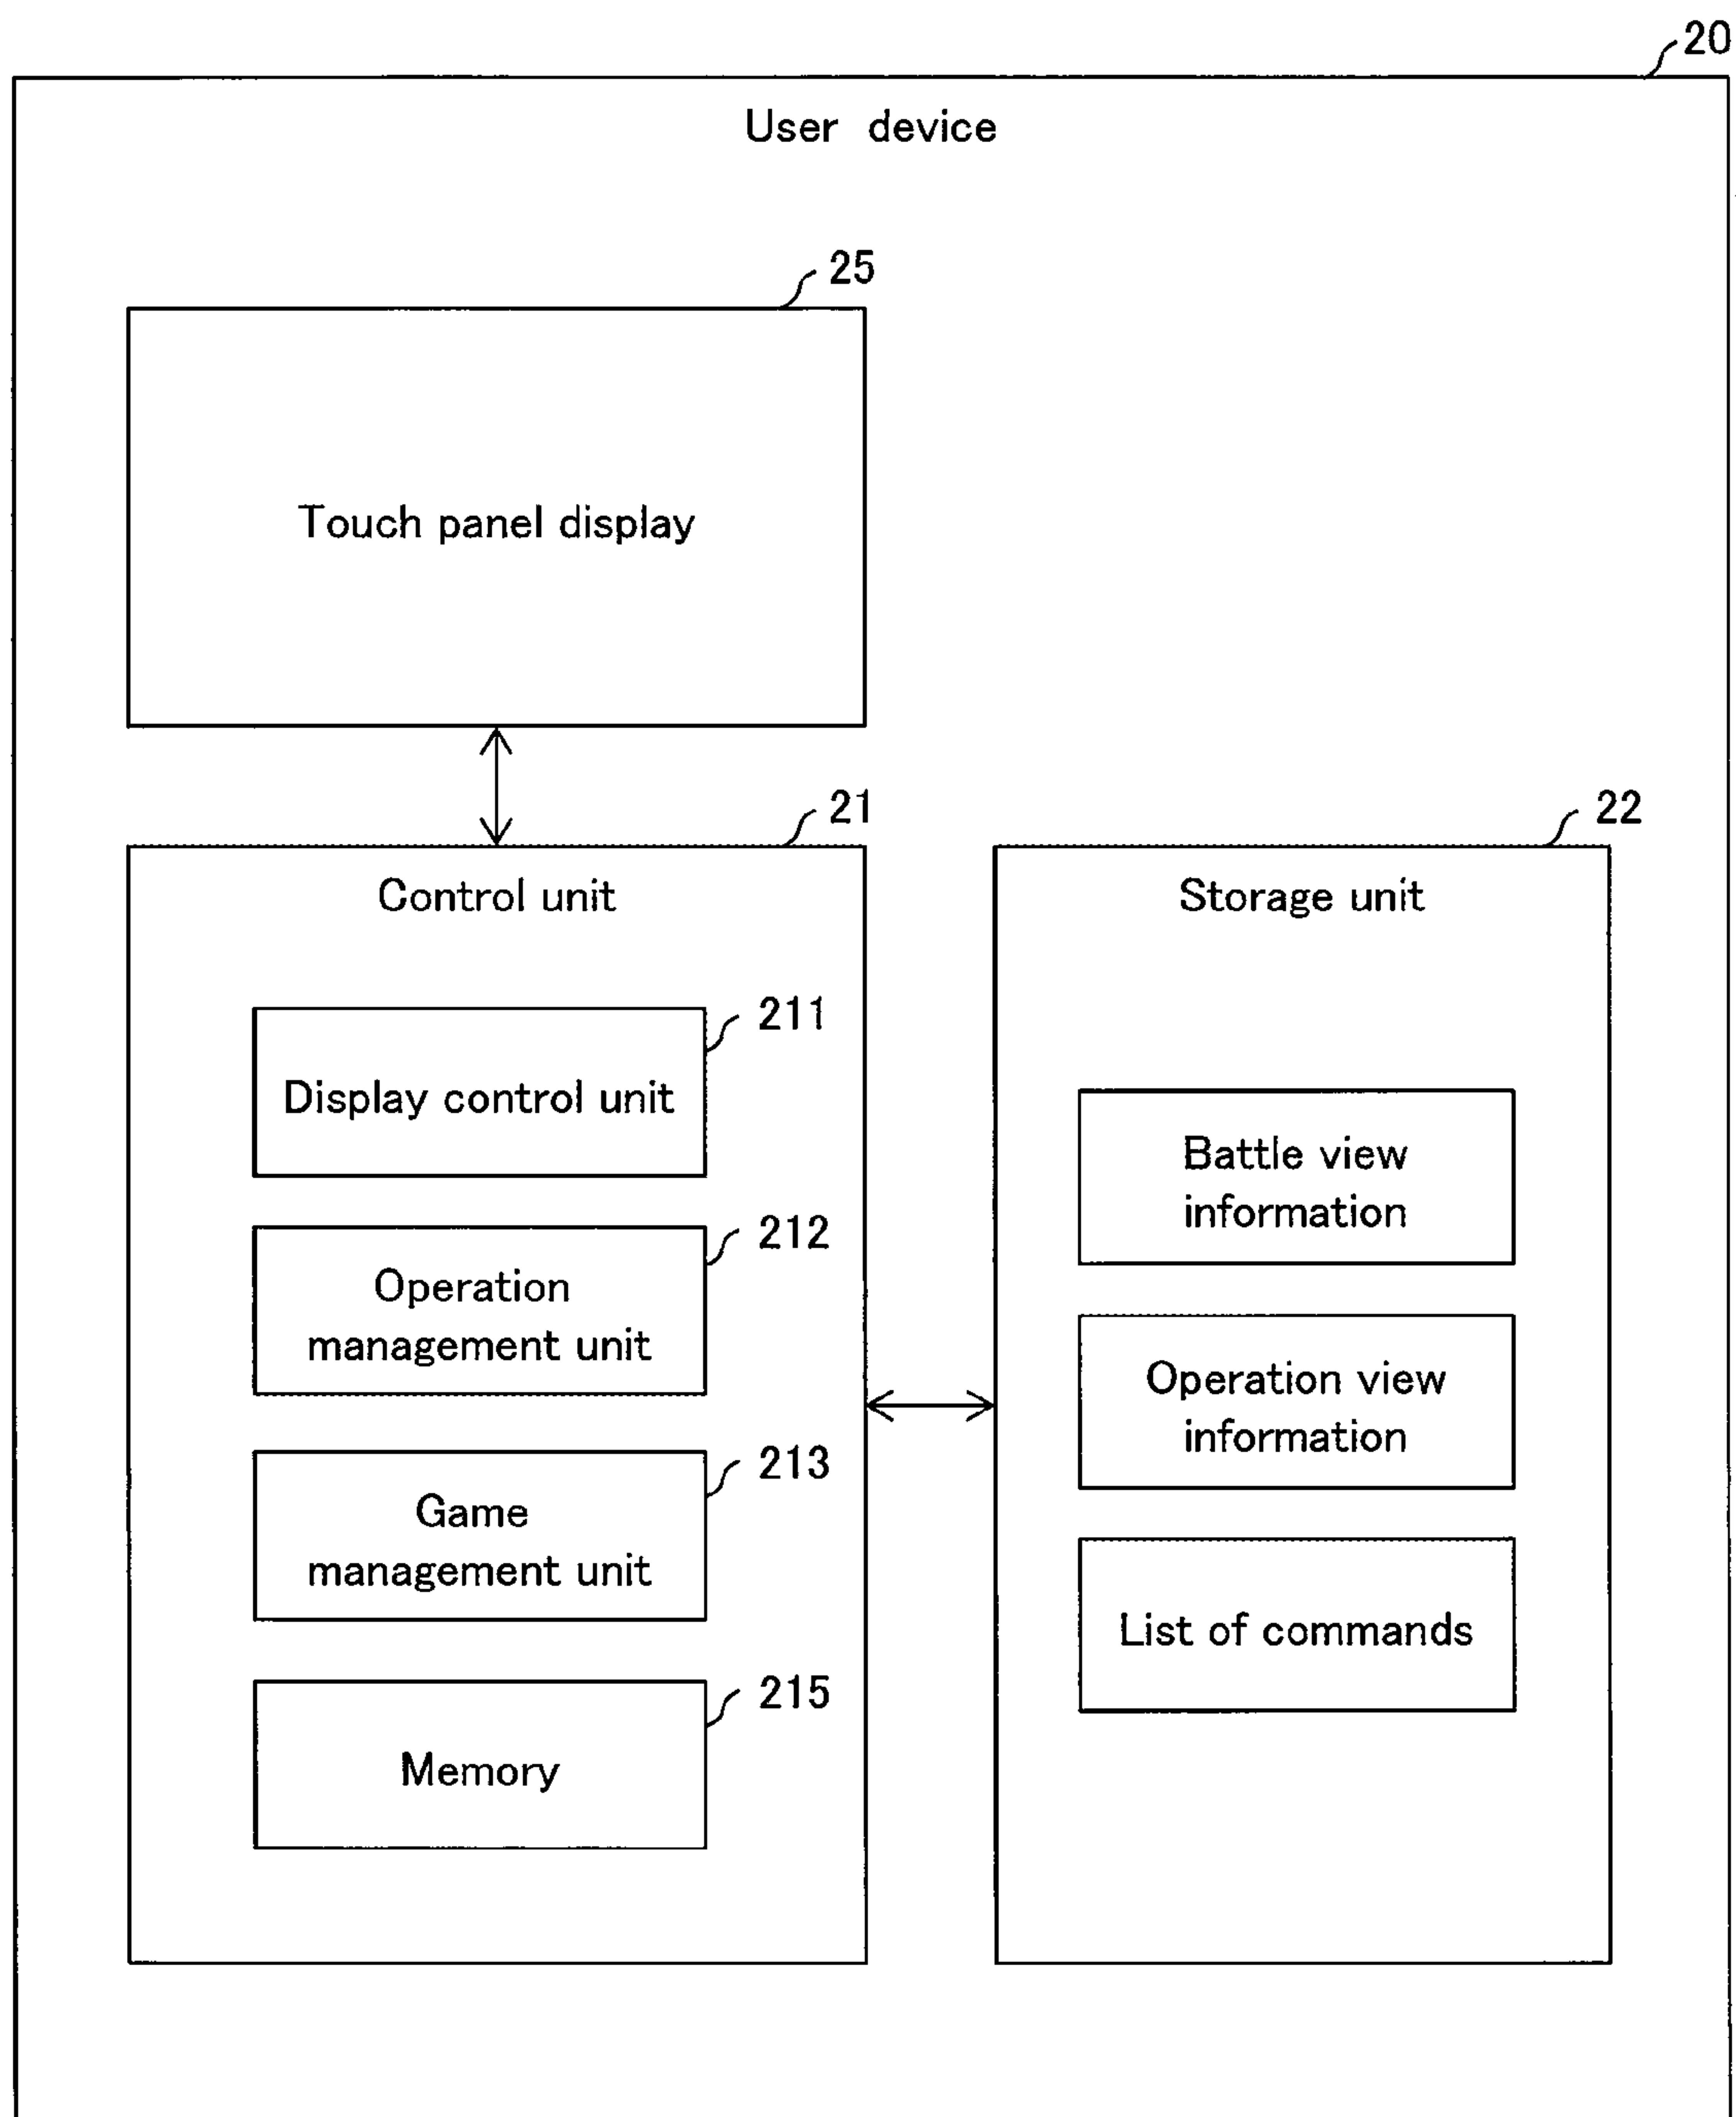 20
User device
25
Touch panel display
21
Control unit
211
Display control unit
212
Operation
management unit
213
Game
management unit
215
Memory
22
Storage unit
Battle view
information
Operation view
information
List of commands